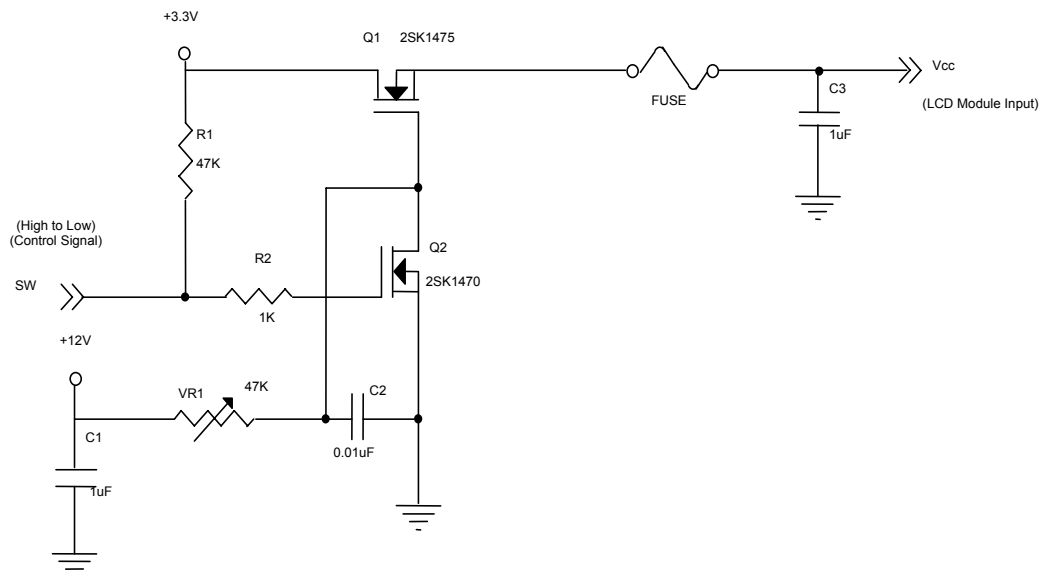 +3.3V
Q1 2SK1475
Vcc
FUSE
C3
(LCD Module Input)
R1
1uF
47K
(High to Low)
(Control Signal)
Q2
R2
SW
2SK1470
1K
+12V
VR1
47K
C2
C1
0.01uF
1uF